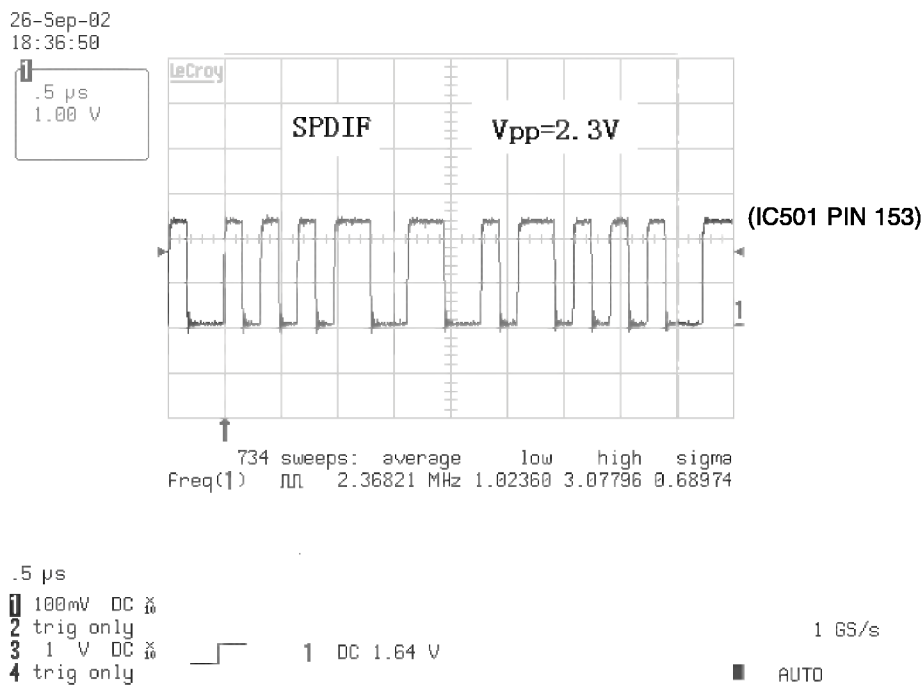 26-Sep-02
18:36:50
1
.5 µs
1.00 V
LeCroy
SPDIF Vpp=2.3V
(IC501 PIN 153)
1
734 sweeps: average low high sigma
Freq(1) 2.36821 MHz 1.02360 3.07796 0.68974
.5 µs
1 100mV DC x10
2 trig only
3 1 V DC x10
4 trig only
1 DC 1.64 V
1 GS/s
AUTO